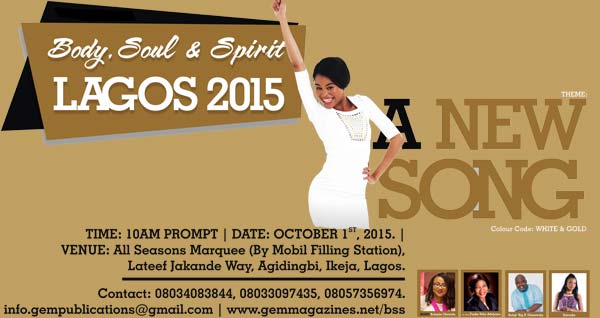 Body, Soul & Spirit
LAGOS 2015
THEME:
A NEW
SONG
Colour Code: WHITE & GOLD
TIME: 10AM PROMPT | DATE: OCTOBER 1ST, 2015. |
VENUE: All Seasons Marquee (By Mobil Filling Station),
Lateef Jakande Way, Agidingbi, Ikeja, Lagos.
Contact: 08034083844, 08033097435, 08057356974.
info.gempublications@gmail.com | www.gemmagazines.net/bss